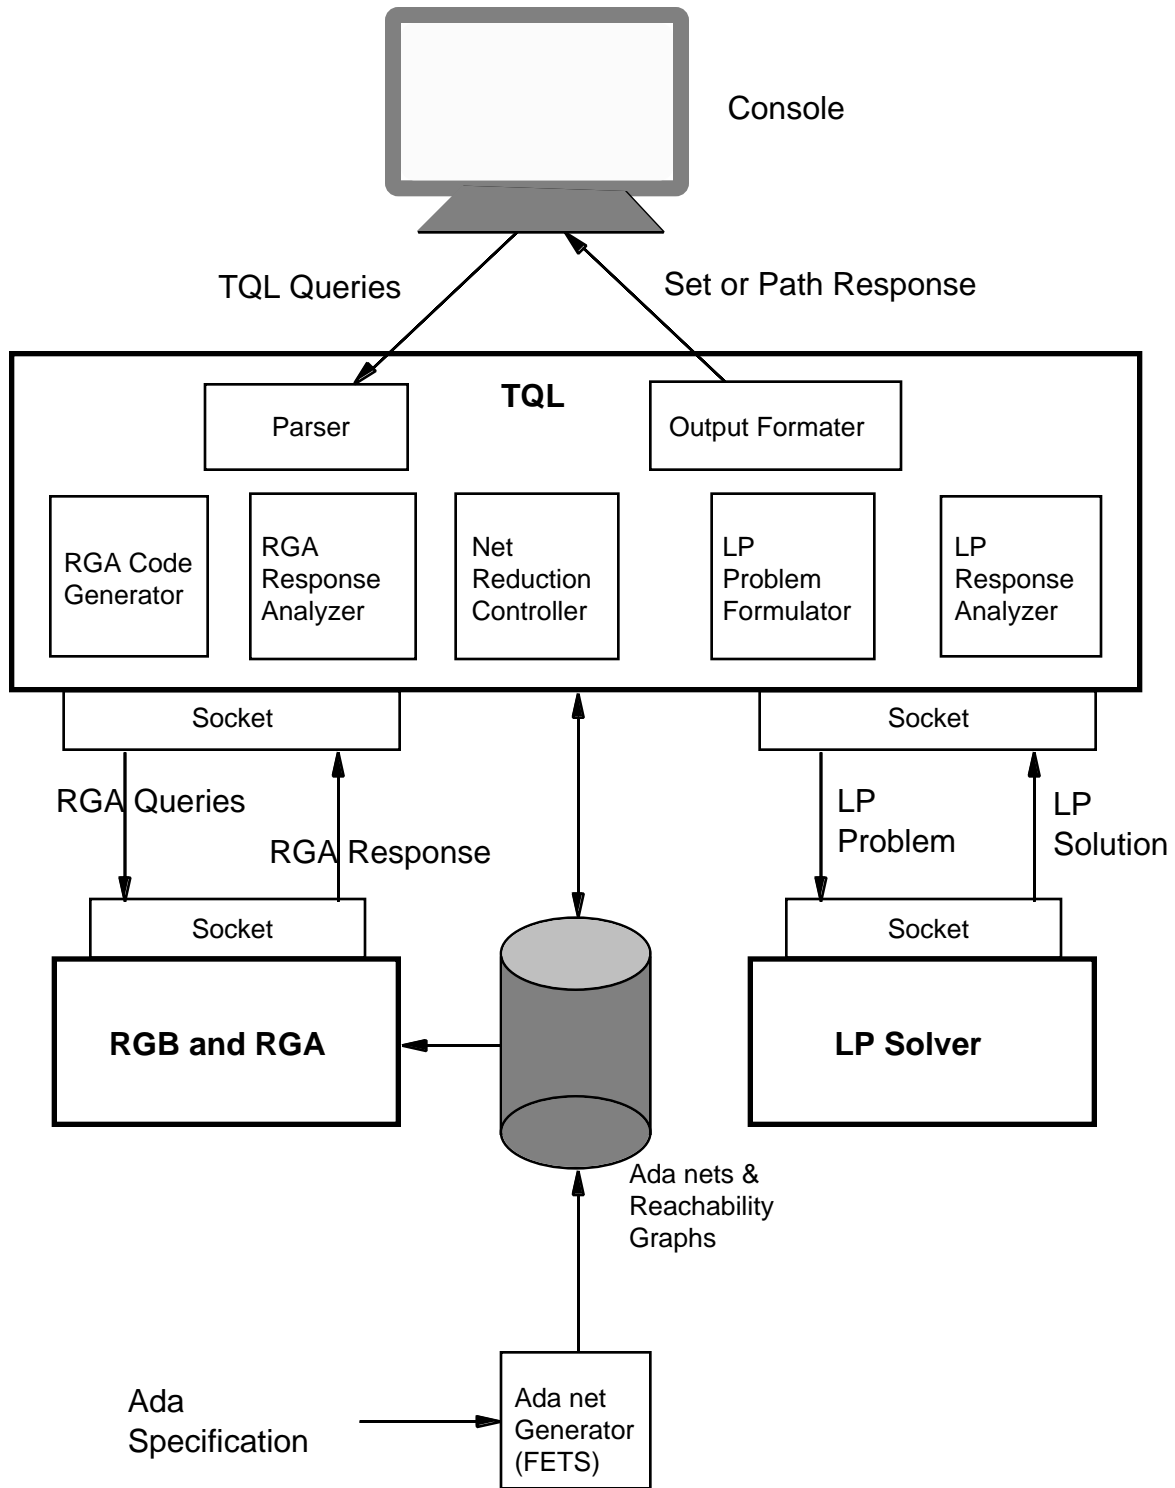 Console
TQL Queries
Set or Path Response
TQL
Parser
Output Formater
RGA Code
Generator
RGA
Response
Analyzer
Net
Reduction
Controller
LP
Problem
Formulator
LP
Response
Analyzer
Socket
Socket
RGA Queries
RGA Response
LP
Problem
LP
Solution
Socket
Socket
RGB and RGA
LP Solver
Ada nets &
Reachability
Graphs
Ada
Specification
Ada net
Generator
(FETS)